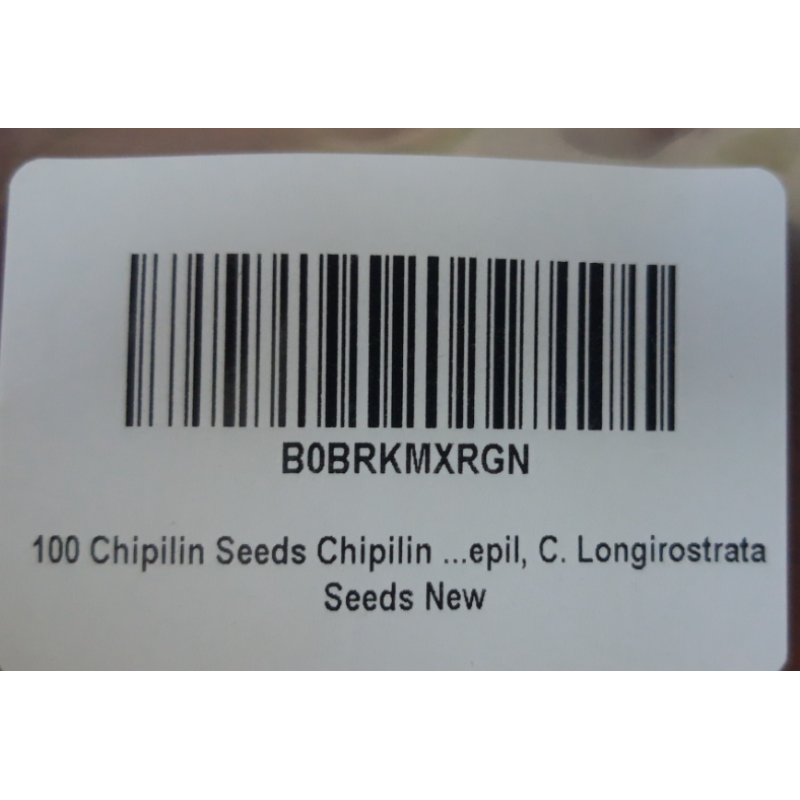 B0BRKMXRGN
100 Chipilin Seeds Chipilin ...epil, C. Longirostrata
Seeds New